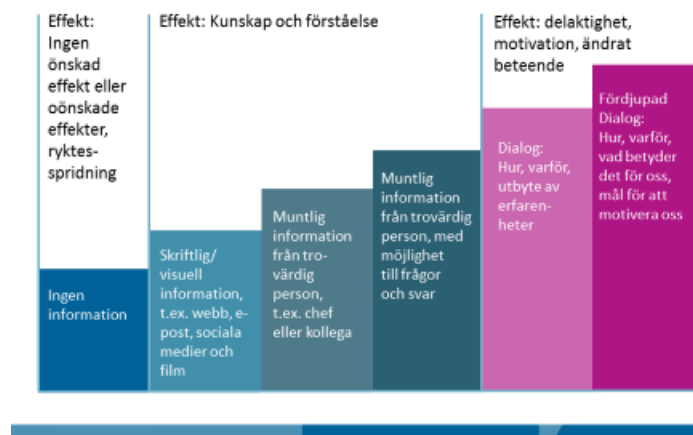 Effekt:
Ingen
önskad
effekt eller
oönskade
effekter,
ryktes-
spridning
Effekt: Kunskap och förståelse
Effekt: delaktighet,
motivation, ändrat
beteende
Ingen
information
Skriftlig/
visuell
information,
t.ex. webb, e-
post, sociala
medier och
film
Muntlig
information
från tro-
värdig
person,
t.ex. chef
eller kollega
Muntlig
information
från trovärdig
person, med
möjlighet
till frågor
och svar
Dialog:
Hur, varför,
utbyte av
erfaren-
heter
Fördjupad
Dialog:
Hur, varför,
vad betyder
det för oss,
mål för att
motivera oss